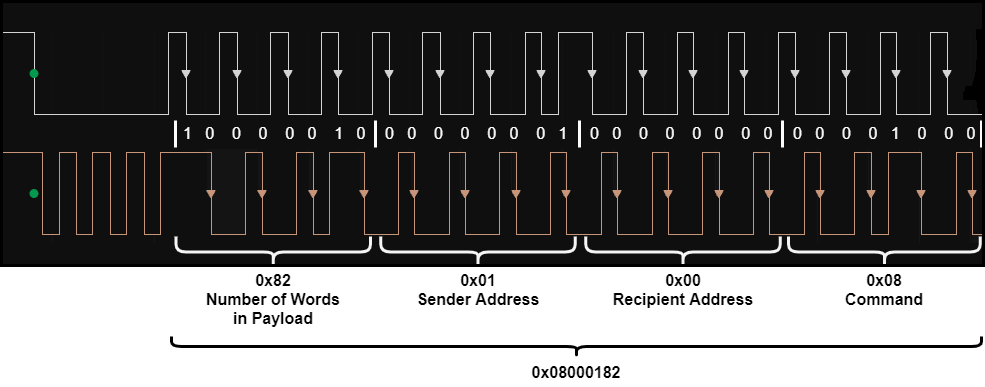 1 0 0 0 0 0 1 0 0 0 0 0 0 0 0 1 0 0 0 0 0 0 0 0 0 0 0 0 1 0 0 0
0x82 0x01 0x00 0x08
Number of Words Sender Address Recipient Address Command
in Payload
0x08000182